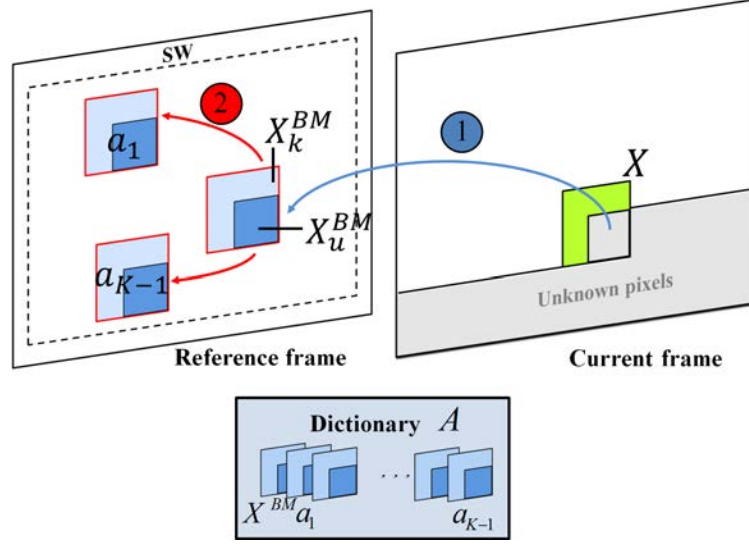 SW
2
1
a_1
X_k^{BM}
X
X_u^{BM}
a_{K-1}
Unknown pixels
Reference frame
Current frame
Dictionary A
...
X^{BM} a_1 a_{K-1}